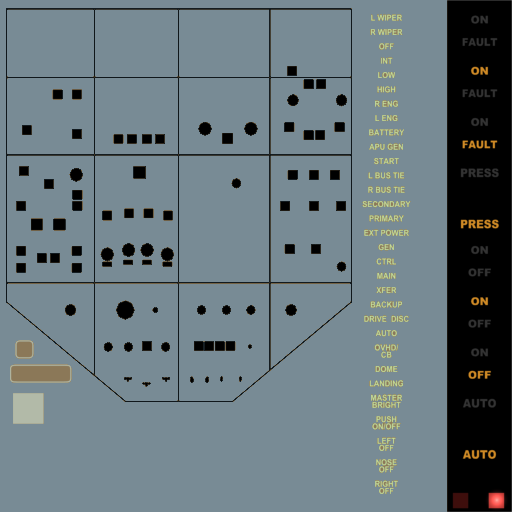 L WIPER
R WIPER
OFF
INT
LOW
HIGH
R ENG
L ENG
BATTERY
APU GEN
START
L BUS TIE
R BUS TIE
SECONDARY
PRIMARY
EXT POWER
GEN
CTRL
MAIN
XFER
BACKUP
DRIVE DISC
AUTO
OVHD/
CB
DOME
LANDING
MASTER
BRIGHT
PUSH
ON/OFF
LEFT
OFF
NOSE
OFF
RIGHT
OFF
ON
FAULT
ON
FAULT
ON
FAULT
PRESS
PRESS
ON
OFF
ON
OFF
ON
OFF
AUTO
AUTO